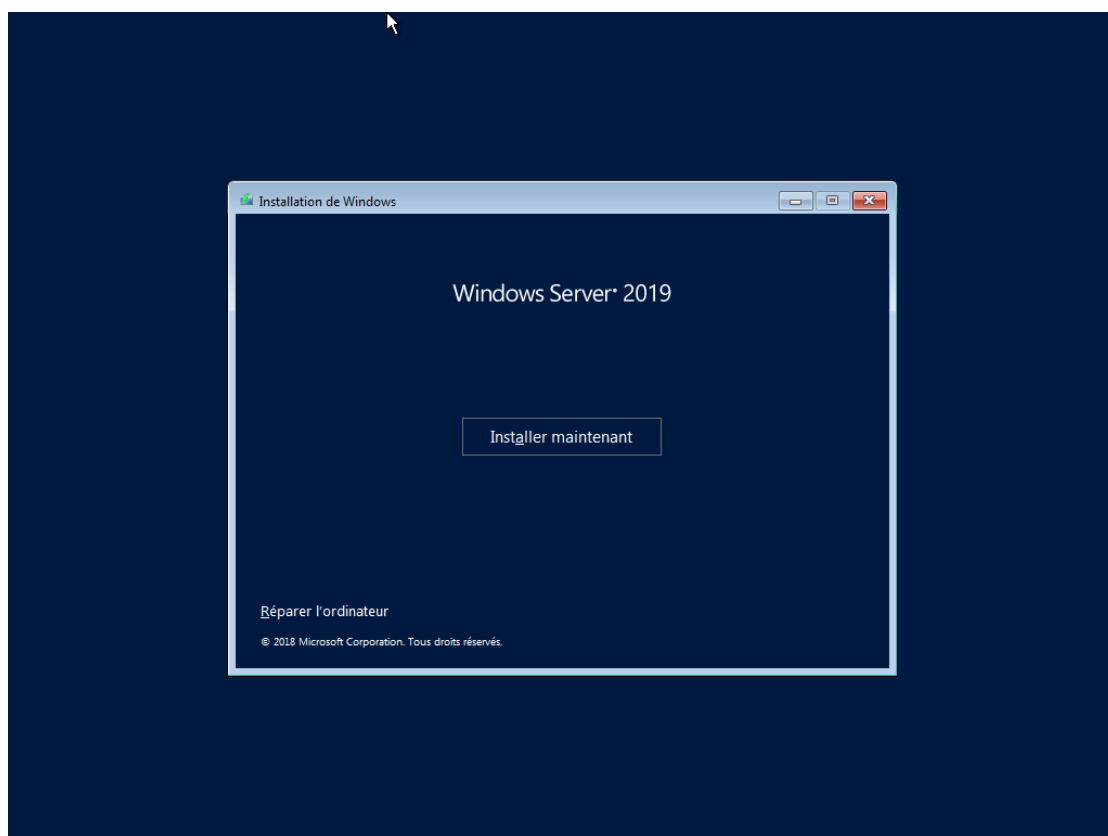 Installation de Windows
Windows Server® 2019
Installer maintenant
Réparer l'ordinateur
© 2018 Microsoft Corporation. Tous droits réservés.